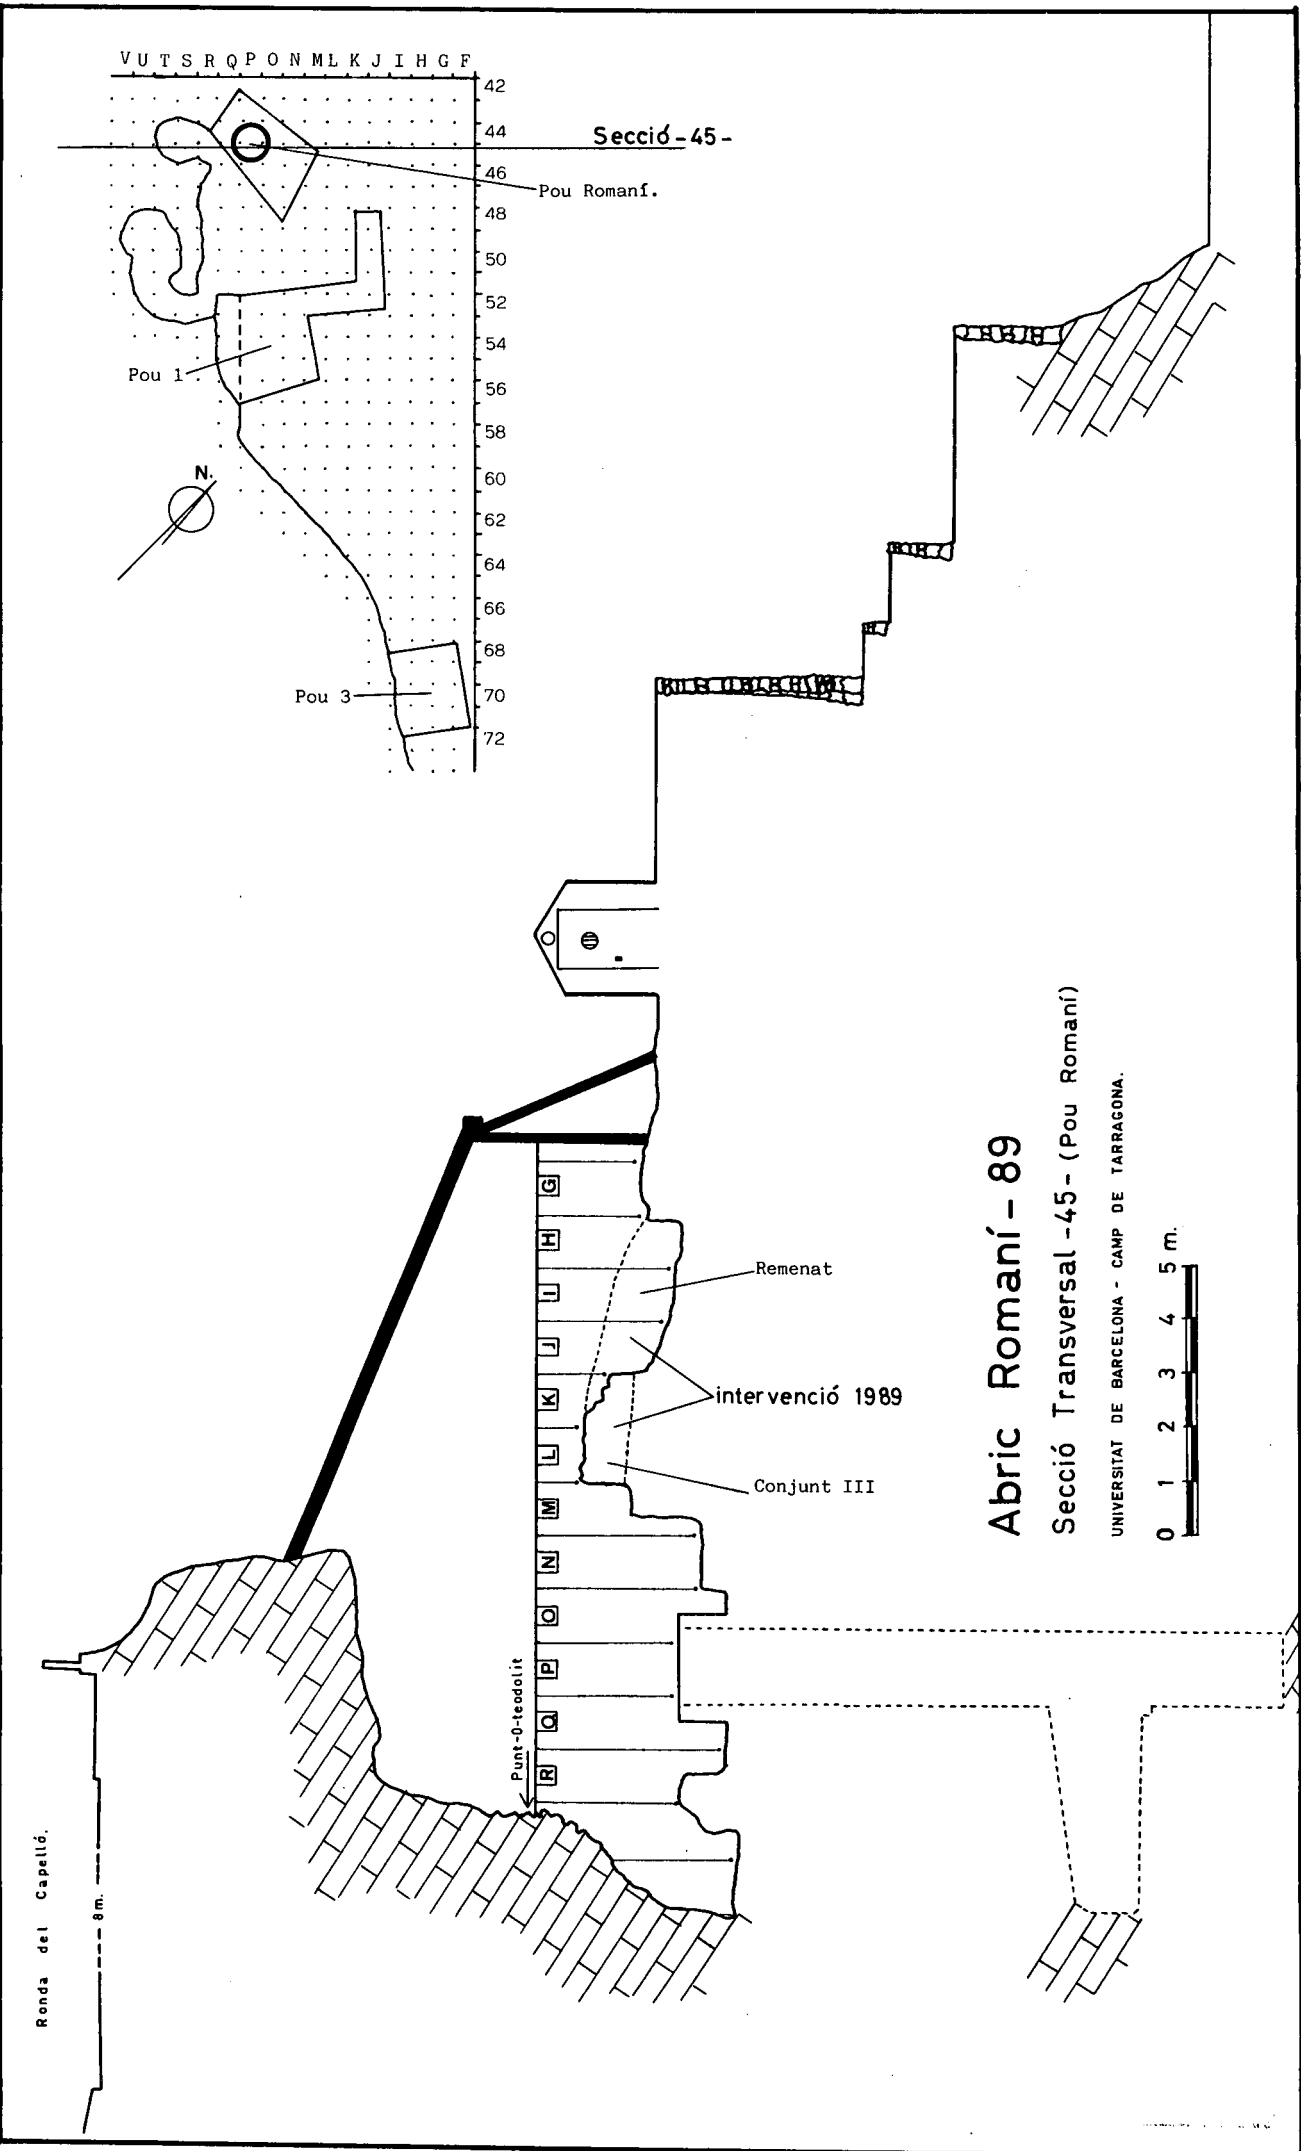 V U T S R Q P O N M L K J I H G F
42
44
Secció -45-
46
Pou Romaní.
48
50
52
54
Pou 1
56
58
N.
60
62
64
66
68
Pou 3
70
72
G
H
Remenat
I
J
K
intervenció 1989
L
Conjunt III
M
N
O
P
Q
R
Punt-0-teodolit
Ronda del Capelló.
8m.
Abric Romaní - 89
Secció Transversal -45- (Pou Romaní)
UNIVERSITAT DE BARCELONA - CAMP DE TARRAGONA.
0 1 2 3 4 5 m.